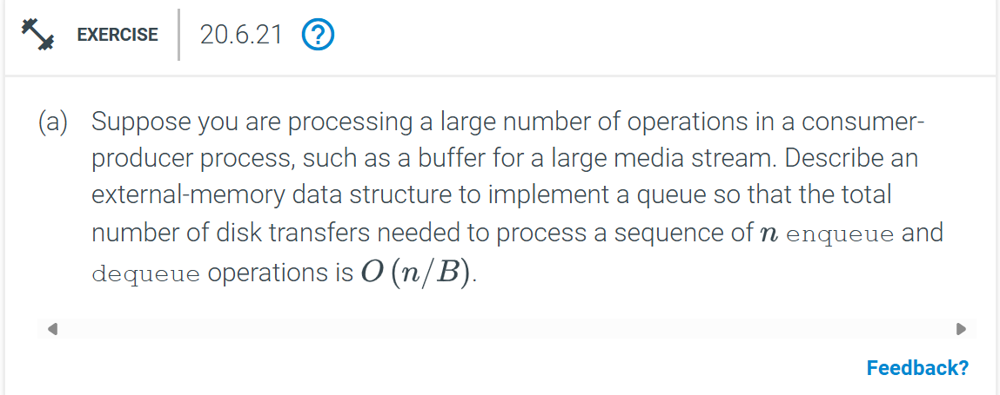 EXERCISE 20.6.21 ?
(a) Suppose you are processing a large number of operations in a consumer-
producer process, such as a buffer for a large media stream. Describe an
external-memory data structure to implement a queue so that the total
number of disk transfers needed to process a sequence of n enqueue and
dequeue operations is O (n/B).
Feedback?